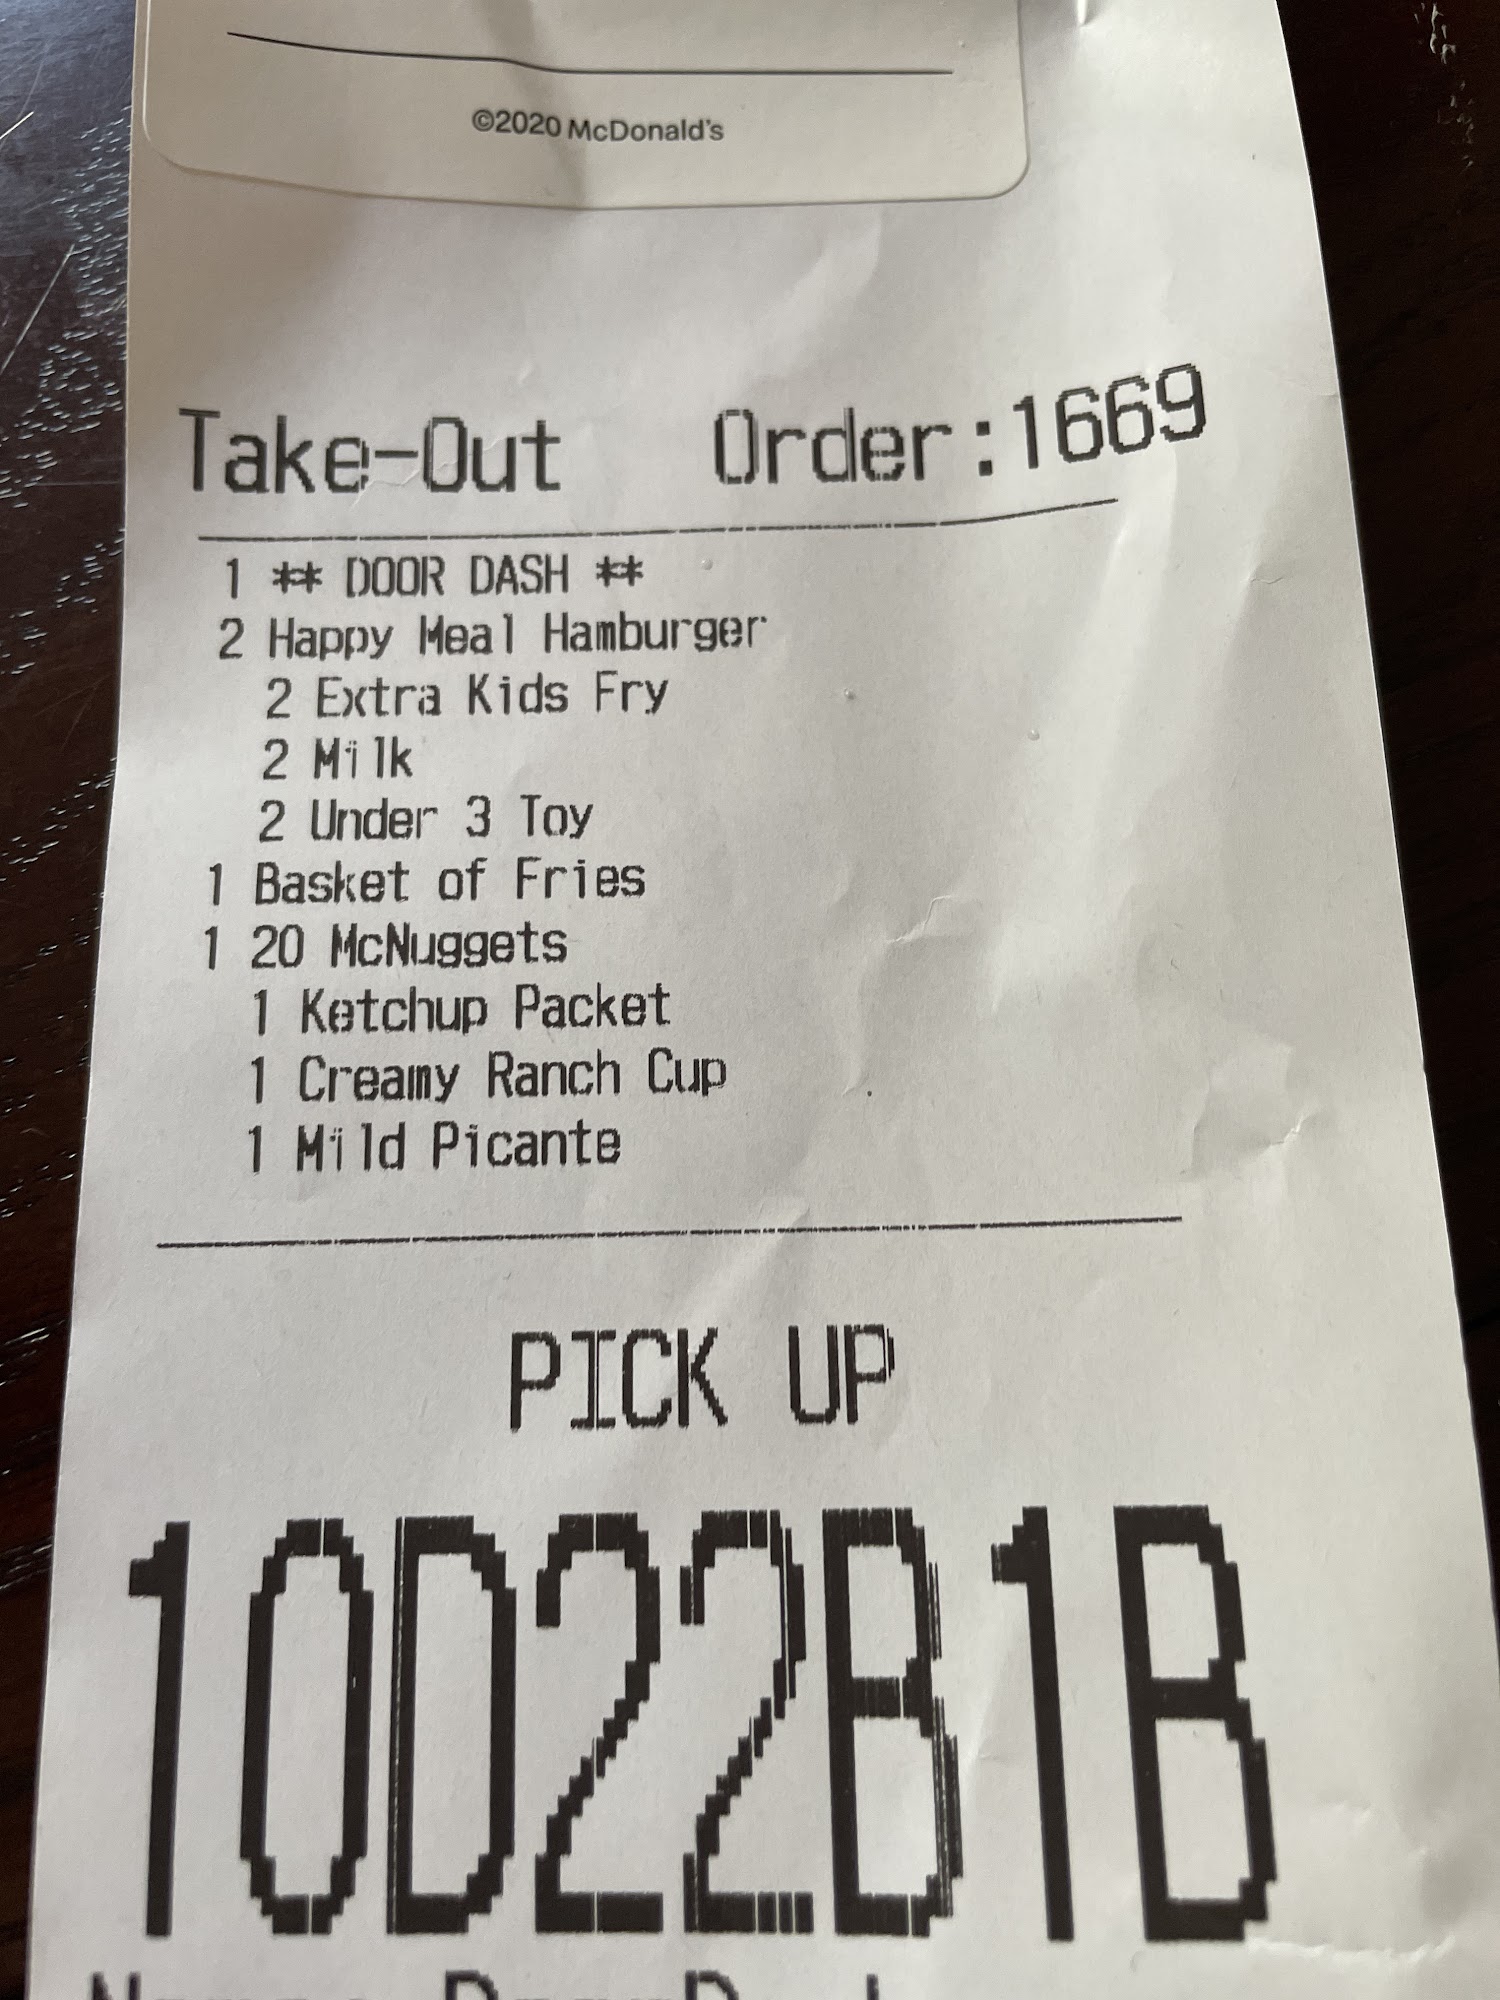 ©2020 McDonald's
Take-Out Order:1669
1 ** DOOR DASH **
2 Happy Meal Hamburger
2 Extra Kids Fry
2 Milk
2 Under 3 Toy
1 Basket of Fries
1 20 McNuggets
1 Ketchup Packet
1 Creamy Ranch Cup
1 Mild Picante
PICK UP
10D22B1B